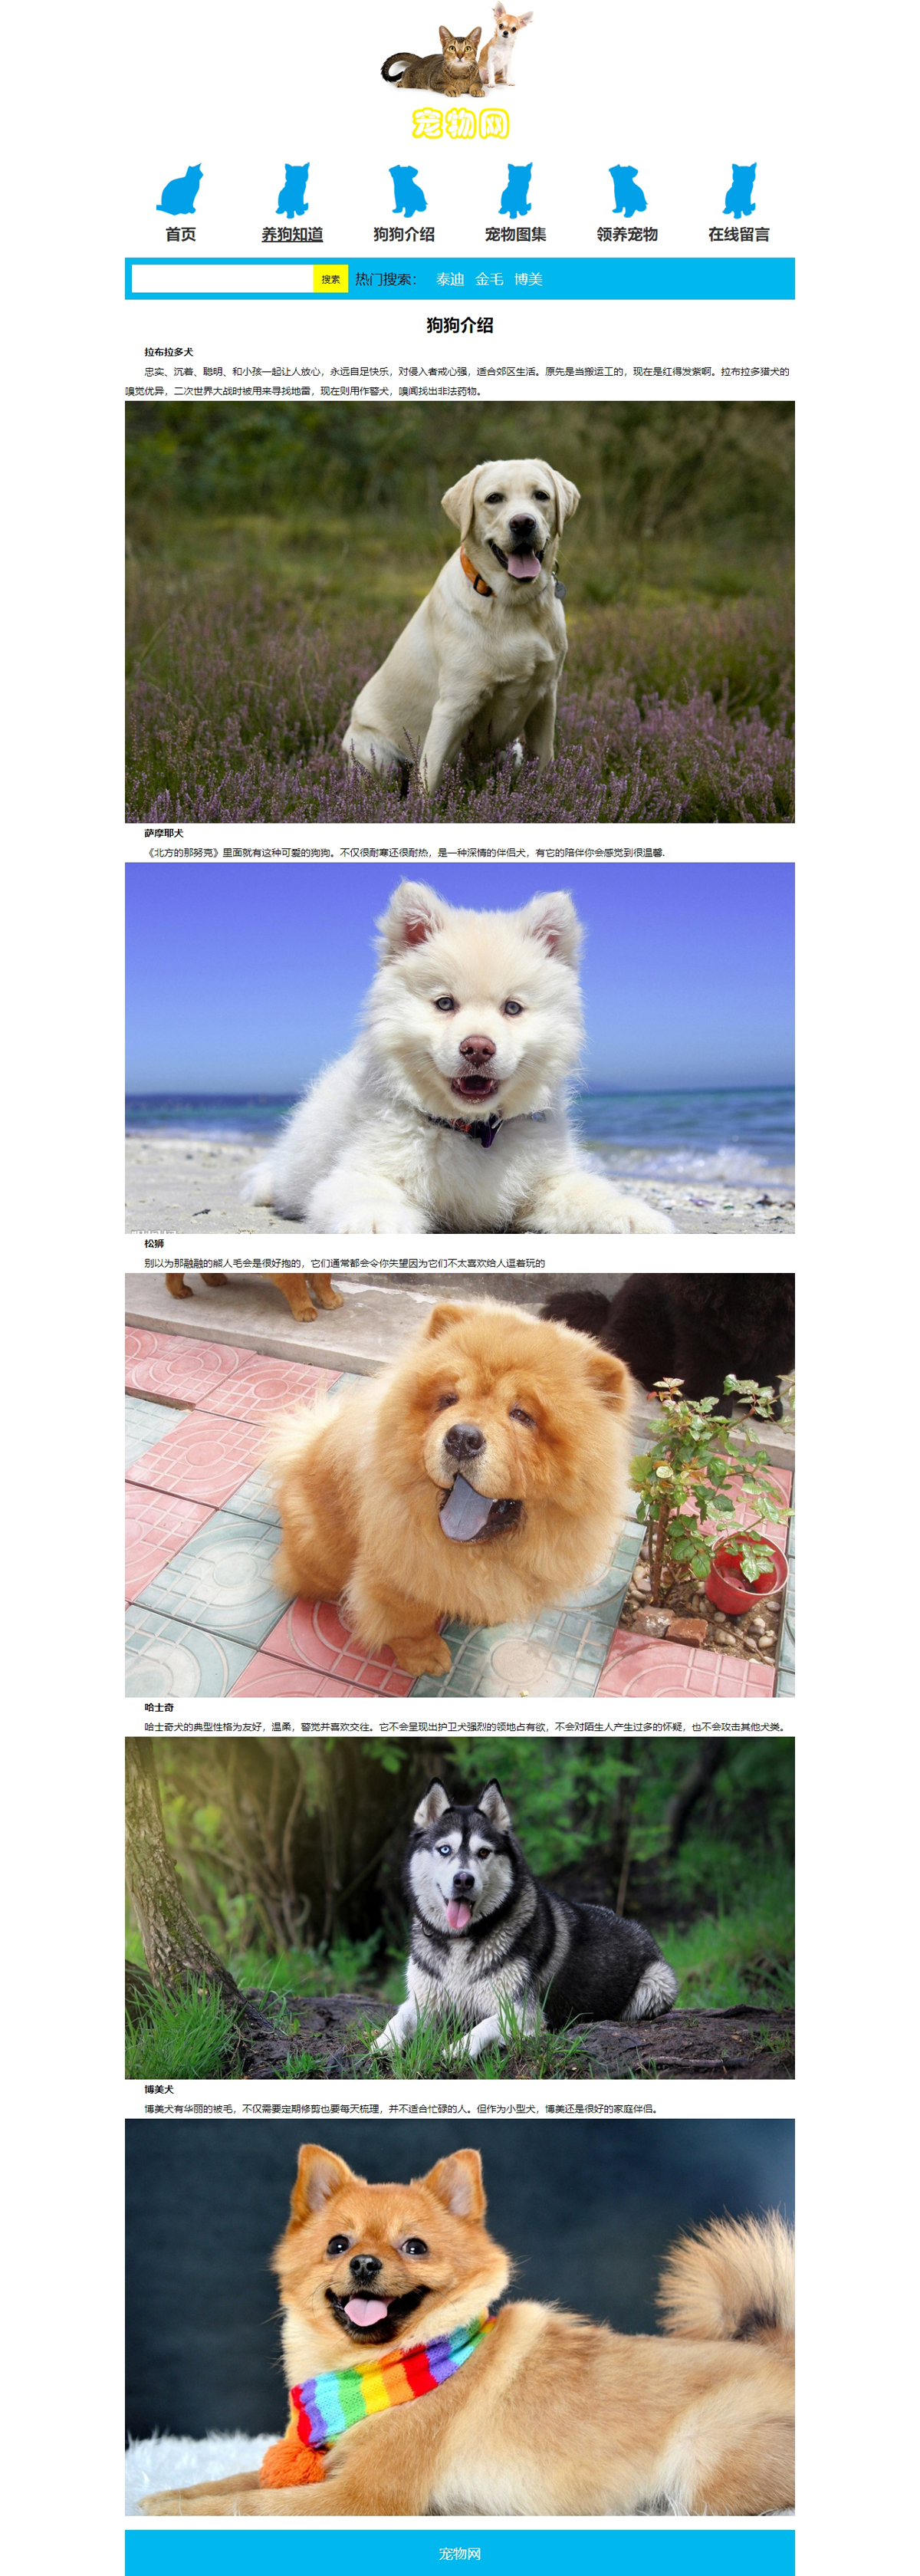 宠物网
首页
养狗知道
狗狗介绍
宠物图集
领养宠物
在线留言
搜索
热门搜索:
泰迪
金毛
博美
狗狗介绍
拉布拉多犬
忠实、沉着、聪明、和小孩一起让人放心，永远自足快乐，对侵入者戒心强，适合郊区生活。原先是当搬运工的，现在是红得发紫啊。拉布拉多猎犬的
嗅觉优异，二次世界大战时被用来寻找地雷，现在则用作警犬，嗅闻找出非法药物。
萨摩耶犬
《北方的那努克》里面就有这种可爱的狗狗。不仅很耐寒还很耐热，是一种深情的伴侣犬，有它的陪伴你会感觉到很温馨.
松狮
别以为那融融的熊人毛会是很好抱的，它们通常都会令你失望因为它们不太喜欢给人逗着玩的
哈士奇
哈士奇犬的典型性格为友好，温柔，警觉并喜欢交往。它不会呈现出护卫犬强烈的领地占有欲，不会对陌生人产生过多的怀疑，也不会攻击其他犬类。
博美犬
博美犬有华丽的被毛，不仅需要定期修剪也要每天梳理，并不适合忙碌的人。但作为小型犬，博美还是很好的家庭伴侣。
宠物网